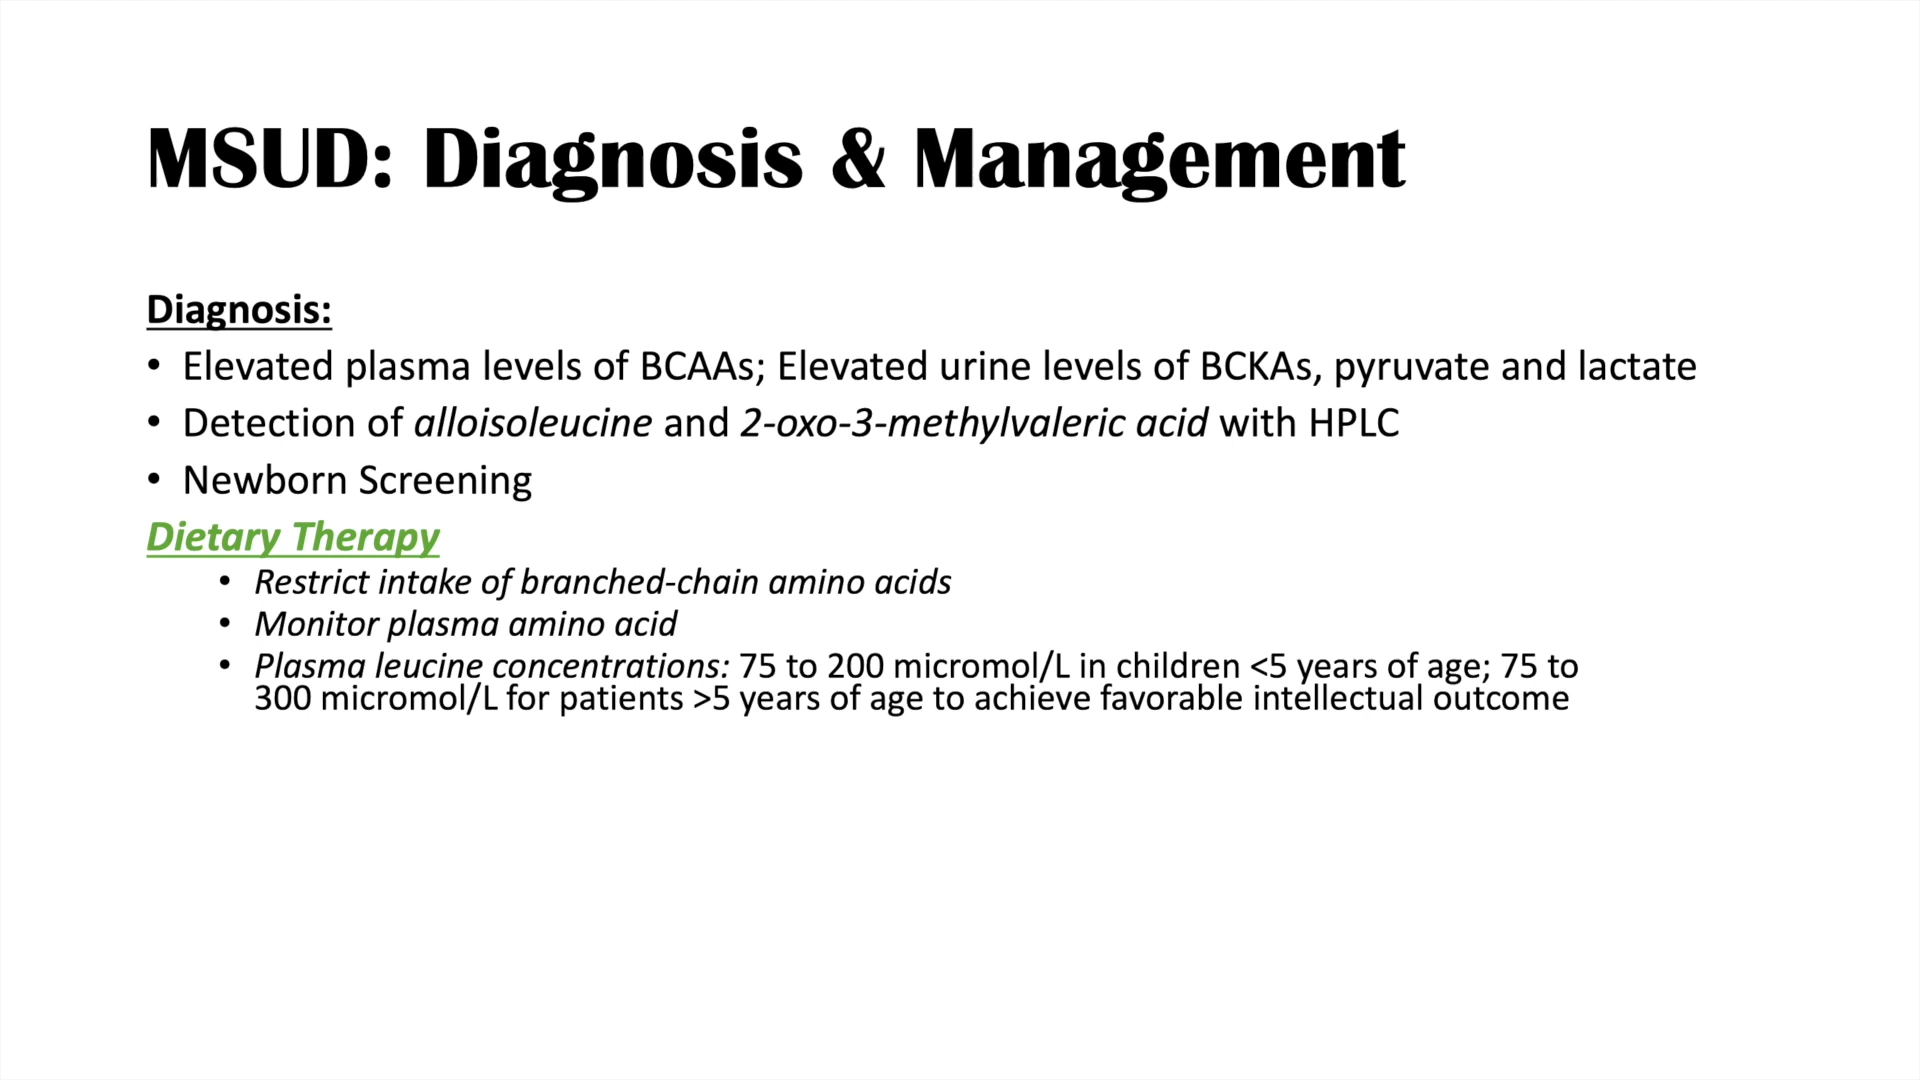 MSUD: Diagnosis & Management
Diagnosis:
• Elevated plasma levels of BCAAs; Elevated urine levels of BCKAs, pyruvate and lactate
• Detection of alloisoleucine and 2-oxo-3-methylvaleric acid with HPLC
• Newborn Screening
Dietary Therapy
• Restrict intake of branched-chain amino acids
• Monitor plasma amino acid
• Plasma leucine concentrations: 75 to 200 micromol/L in children <5 years of age; 75 to
300 micromol/L for patients >5 years of age to achieve favorable intellectual outcome